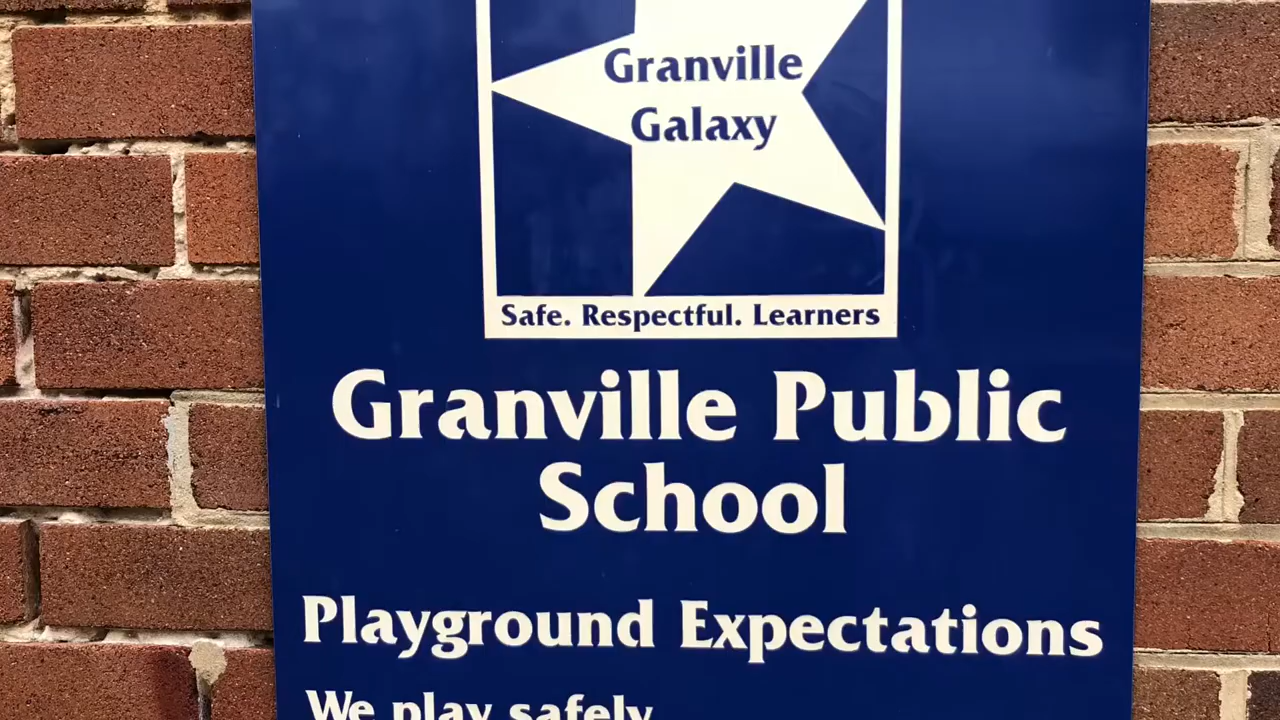 Granville
Galaxy
Safe. Respectful. Learners
Granville Public
School
Playground Expectations
We play safely